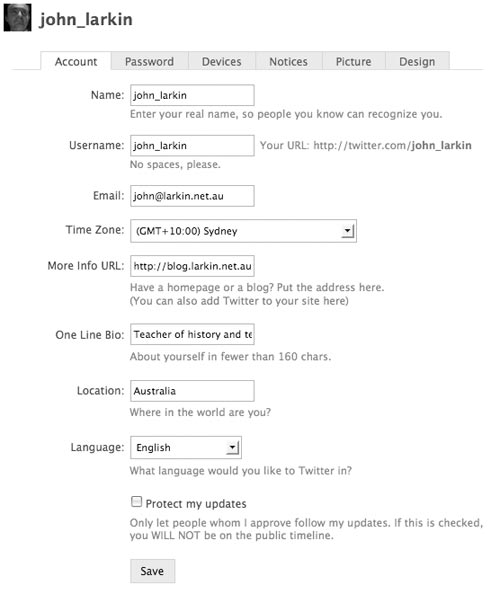 john_larkin
Account Password Devices Notices Picture Design
Name: john_larkin
Enter your real name, so people you know can recognize you.
Username: john_larkin Your URL: http://twitter.com/john_larkin
No spaces, please.
Email: john@larkin.net.au
Time Zone: (GMT+10:00) Sydney
More Info URL: http://blog.larkin.net.au
Have a homepage or a blog? Put the address here.
(You can also add Twitter to your site here)
One Line Bio: Teacher of history and te
About yourself in fewer than 160 chars.
Location: Australia
Where in the world are you?
Language: English
What language would you like to Twitter in?
Protect my updates
Only let people whom I approve follow my updates. If this is checked,
you WILL NOT be on the public timeline.
Save